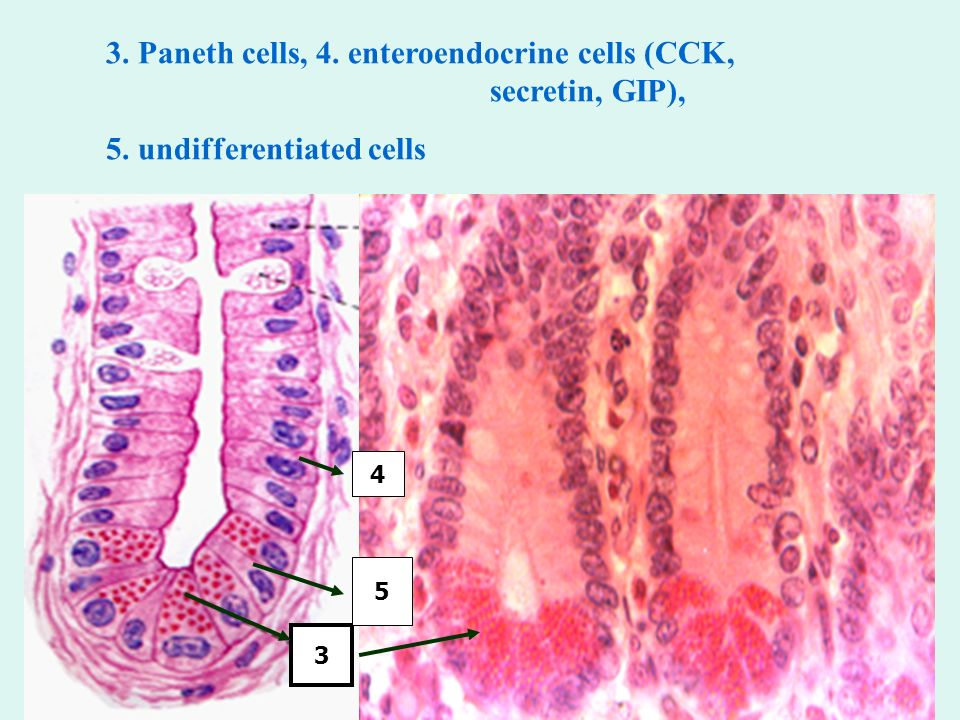 3. Paneth cells, 4. enteroendocrine cells (CCK,
secretin, GIP),
5. undifferentiated cells
4
5
3